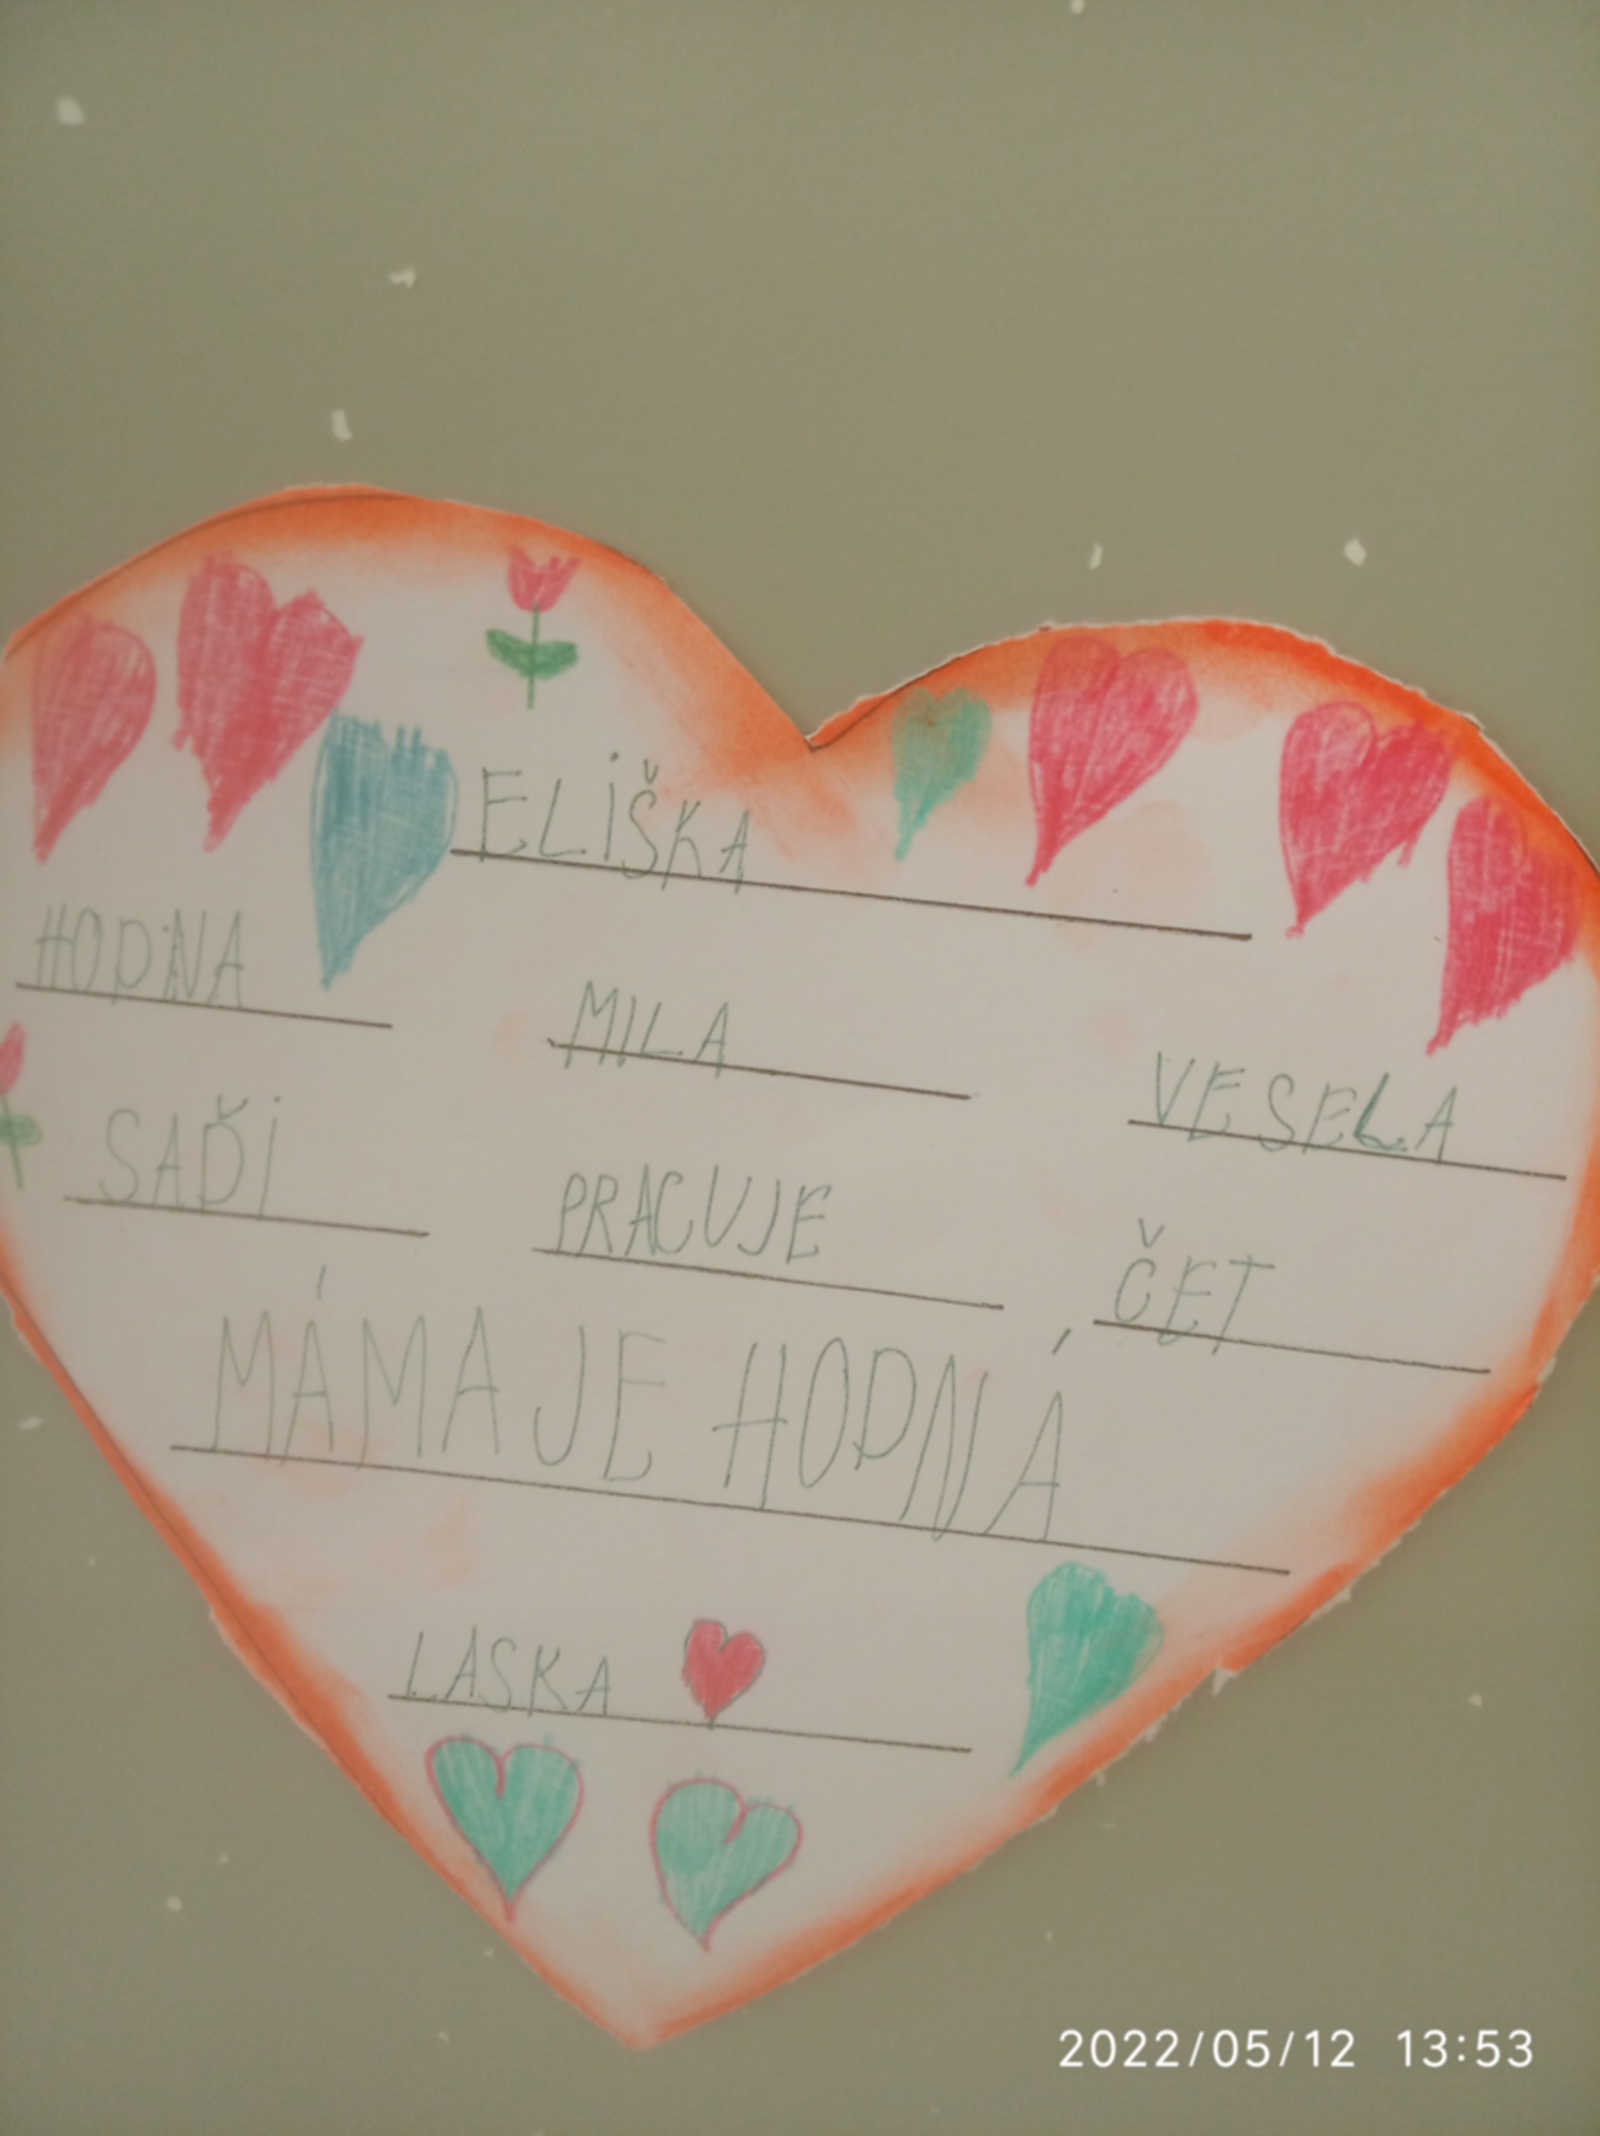 ELIŠKA
HODNA MILA VESELA
SAĎI PRACUJE ČET
MÁMA JE HODNÁ
LASKA
2022/05/12 13:53